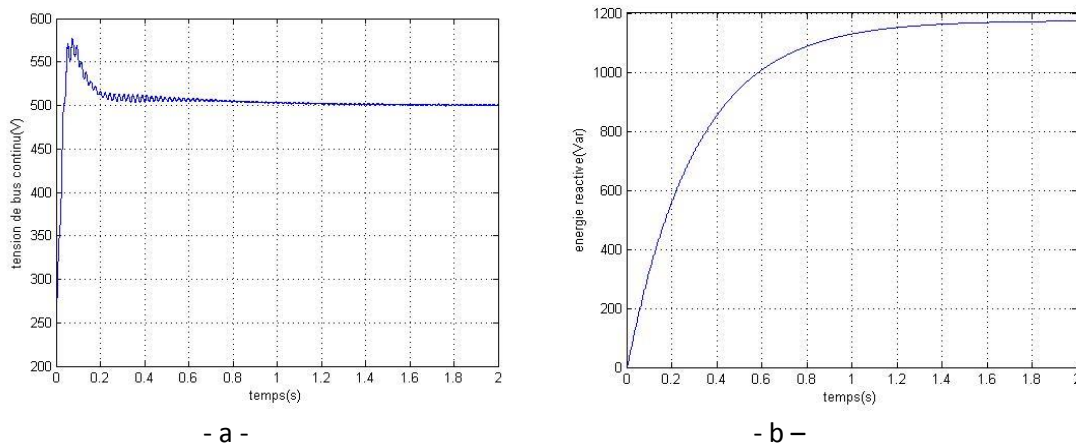 600
550
500
450
400
350
300
250
200
tension de bus continu(V)
0 0.2 0.4 0.6 0.8 1 1.2 1.4 1.6 1.8 2
temps(s)
- a -
1200
1000
800
600
400
200
0
energie reactive(Var)
0 0.2 0.4 0.6 0.8 1 1.2 1.4 1.6 1.8 2
temps(s)
- b –